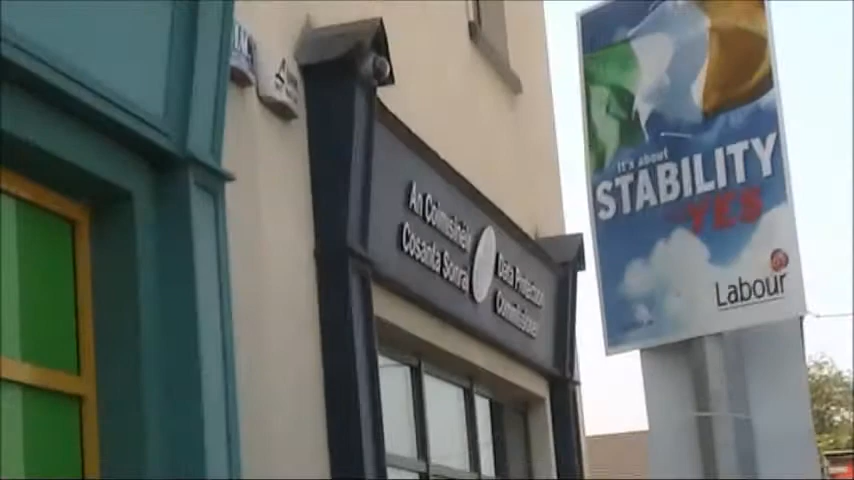 An Coimisinéir
Cosanta Sonraí
Data Protection
Commissioner
It's about
STABILITY
YES
Labour